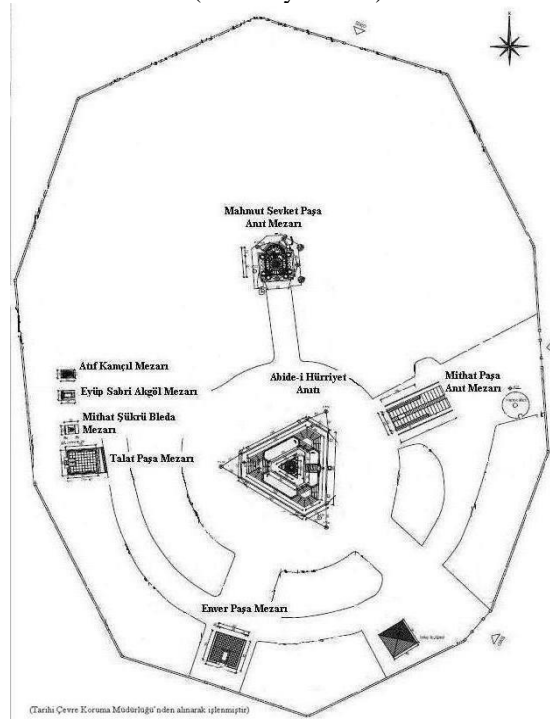 Mahmut Sevket Paşa
Anıt Mezarı
Atıf Kamçıl Mezarı
Eyüp Sabri Akgöl Mezarı
Mithat Şükrü Bleda
Mezarı
Talat Paşa Mezarı
Abide-i Hürriyet
Anıtı
Mithat Paşa
Anıt Mezarı
Enver Paşa Mezarı
(Tarihi Çevre Koruma Müdürlüğü'nden alınarak işlenmiştir)